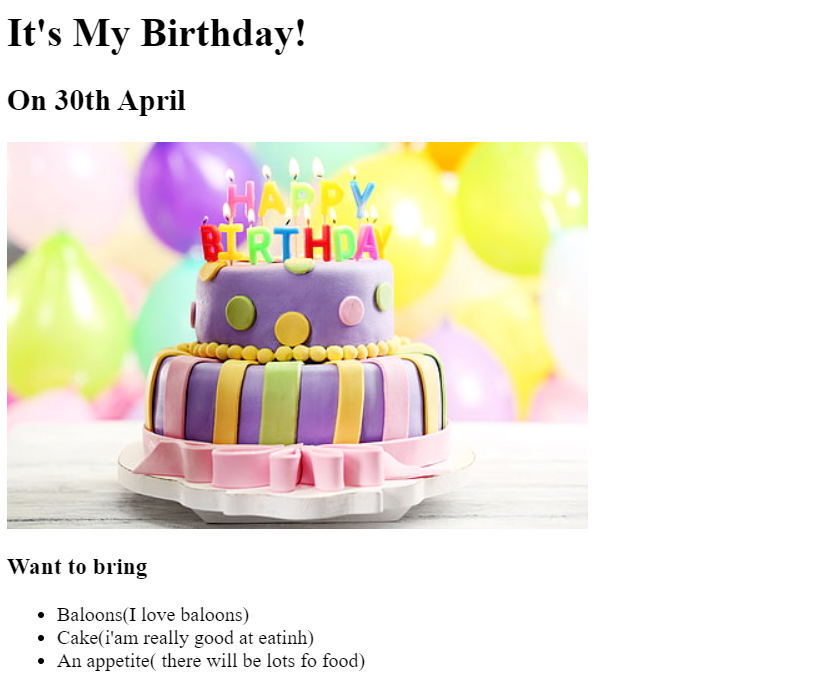 It's My Birthday!
On 30th April
HAPPY
BIRTHDAY
Want to bring
Baloons(I love baloons)
Cake(i'am really good at eatinh)
An appetite( there will be lots fo food)